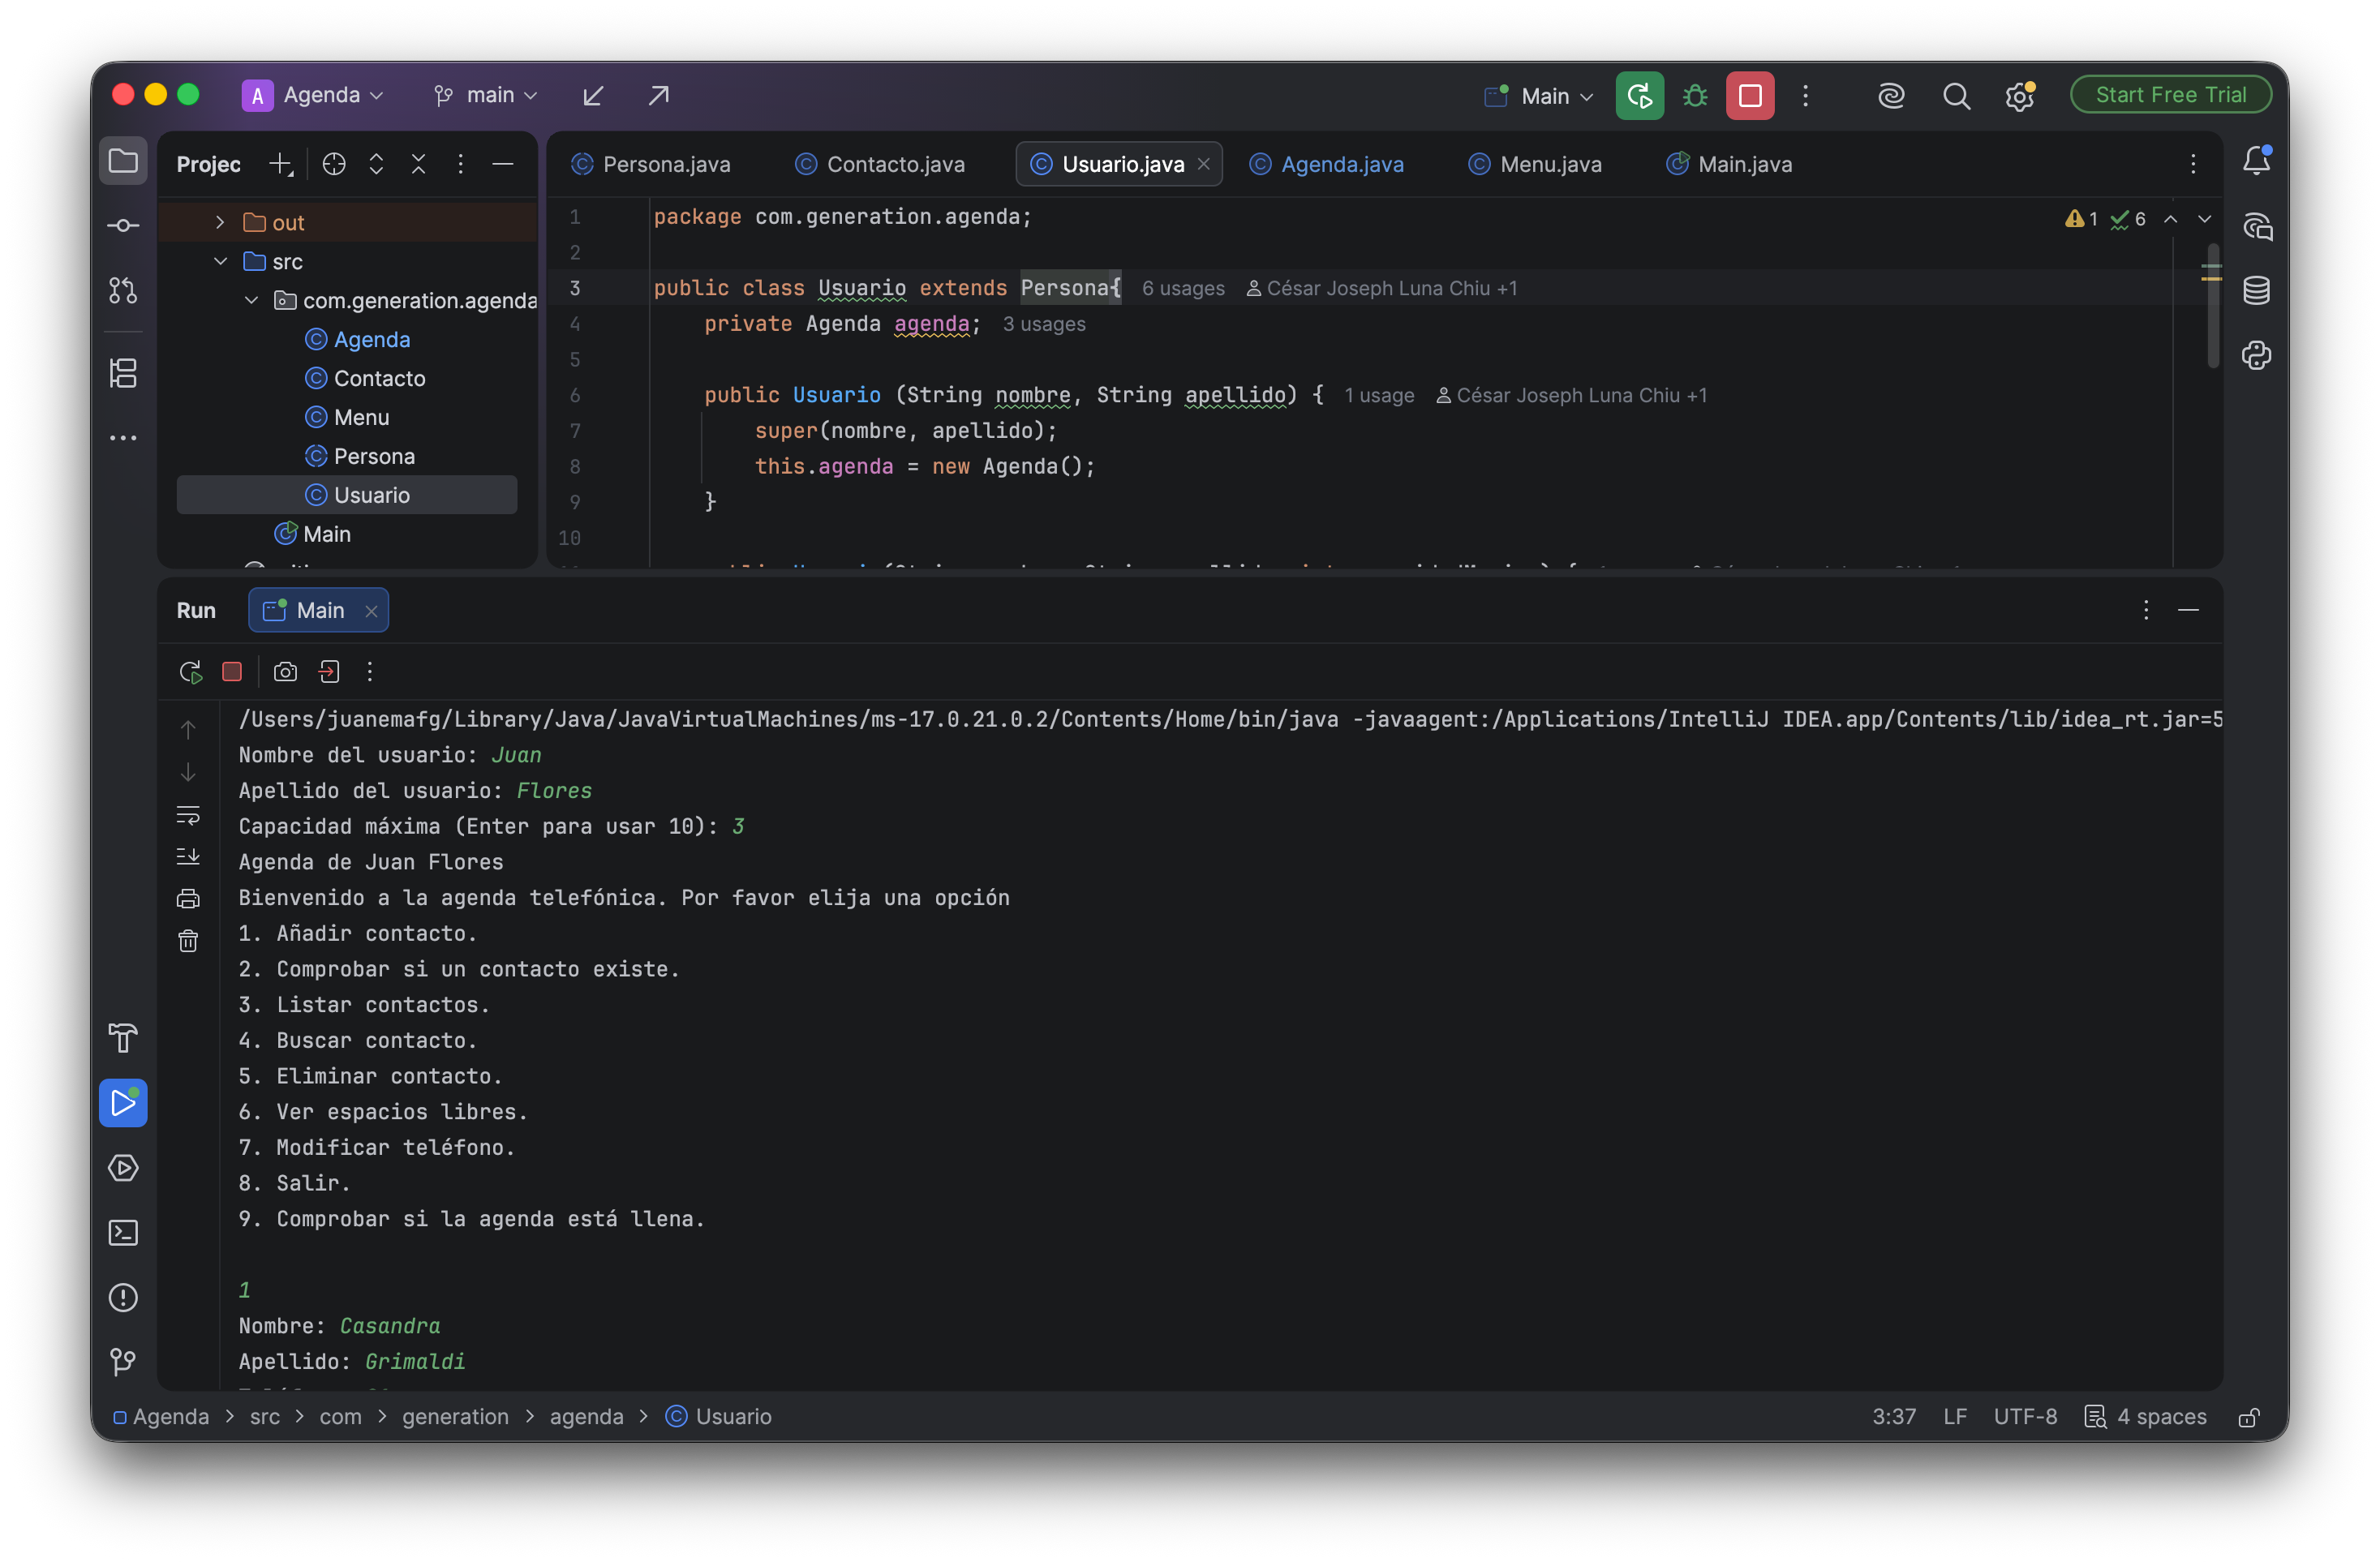 A Agenda main Main Start Free Trial
Projec
out
src
com.generation.agenda
Agenda
Contacto
Menu
Persona
Usuario
Main
Persona.java Contacto.java Usuario.java Agenda.java Menu.java Main.java
1 package com.generation.agenda; 1 6
2
3 public class Usuario extends Persona{ 6 usages César Joseph Luna Chiu +1
4 private Agenda agenda; 3 usages
5
6 public Usuario (String nombre, String apellido) { 1 usage César Joseph Luna Chiu +1
7 super(nombre, apellido);
8 this.agenda = new Agenda();
9 }
10
Run Main
/Users/juanemafg/Library/Java/JavaVirtualMachines/ms-17.0.21.0.2/Contents/Home/bin/java -javaagent:/Applications/IntelliJ IDEA.app/Contents/lib/idea_rt.jar=5
Nombre del usuario: Juan
Apellido del usuario: Flores
Capacidad máxima (Enter para usar 10): 3
Agenda de Juan Flores
Bienvenido a la agenda telefónica. Por favor elija una opción
1. Añadir contacto.
2. Comprobar si un contacto existe.
3. Listar contactos.
4. Buscar contacto.
5. Eliminar contacto.
6. Ver espacios libres.
7. Modificar teléfono.
8. Salir.
9. Comprobar si la agenda está llena.
1
Nombre: Casandra
Apellido: Grimaldi
Agenda > src > com > generation > agenda > Usuario 3:37 LF UTF-8 4 spaces